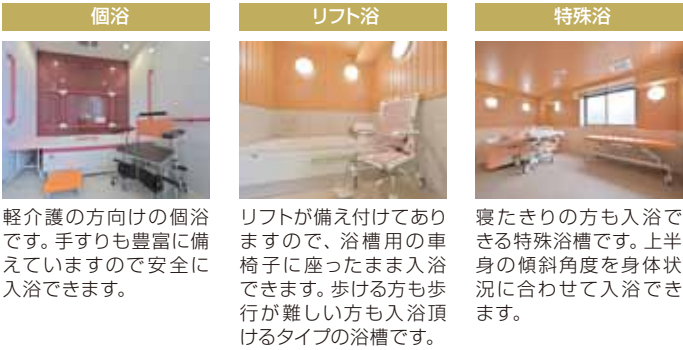 個浴
軽介護の方向けの個浴
です。手すりも豊富に備
えていますので安全に
入浴できます。
リフト浴
リフトが備え付けてあり
ますので、浴槽用の車
椅子に座ったまま入浴
できます。歩ける方も歩
行が難しい方も入浴頂
けるタイプの浴槽です。
特殊浴
寝たきりの方も入浴で
きる特殊浴槽です。上半
身の傾斜角度を身体状
況に合わせて入浴でき
ます。